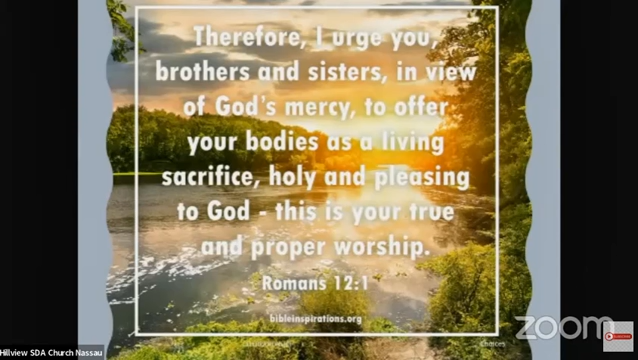 Therefore, I urge you,
brothers and sisters, in view
of God's mercy, to offer
your bodies as a living
sacrifice, holy and pleasing
to God - this is your true
and proper worship.
Romans 12:1
bibleinspirations.org
Choices
Hillview SDA Church Nassau
zoom